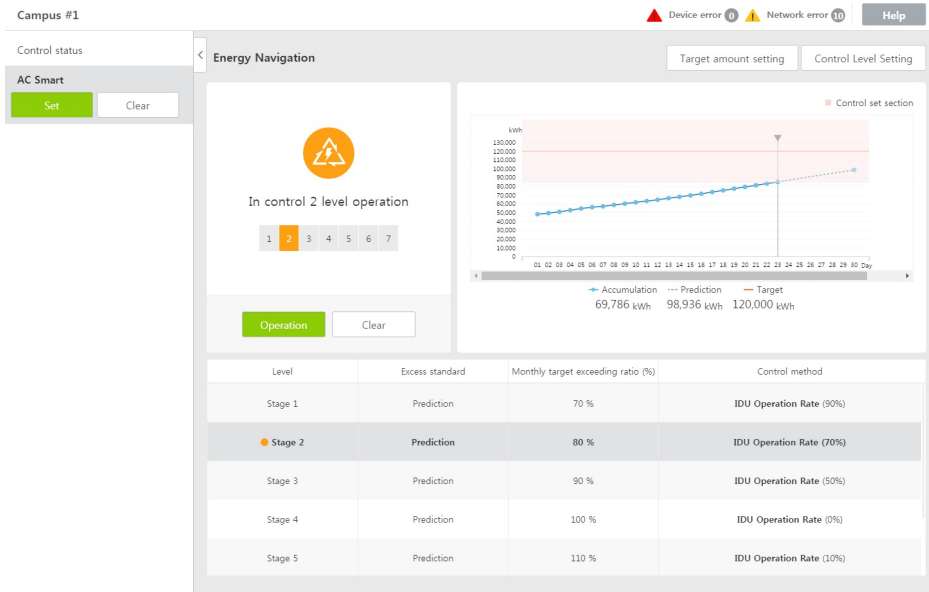 Campus #1
Device error 0 Network error 10 Help
Control status
AC Smart
Set Clear
Energy Navigation
Target amount setting Control Level Setting
In control 2 level operation
1 2 3 4 5 6 7
Operation Clear
Control set section
kWh
130,000
120,000
110,000
100,000
90,000
80,000
70,000
60,000
50,000
40,000
30,000
20,000
10,000
0
01 02 03 04 05 06 07 08 09 10 11 12 13 14 15 16 17 18 19 20 21 22 23 24 25 26 27 28 29 30 Day
Accumulation Prediction Target
69,786 kWh 98,936 kWh 120,000 kWh
Level Excess standard Monthly target exceeding ratio (%) Control method
Stage 1 Prediction 70 % IDU Operation Rate (90%)
Stage 2 Prediction 80 % IDU Operation Rate (70%)
Stage 3 Prediction 90 % IDU Operation Rate (50%)
Stage 4 Prediction 100 % IDU Operation Rate (0%)
Stage 5 Prediction 110 % IDU Operation Rate (10%)